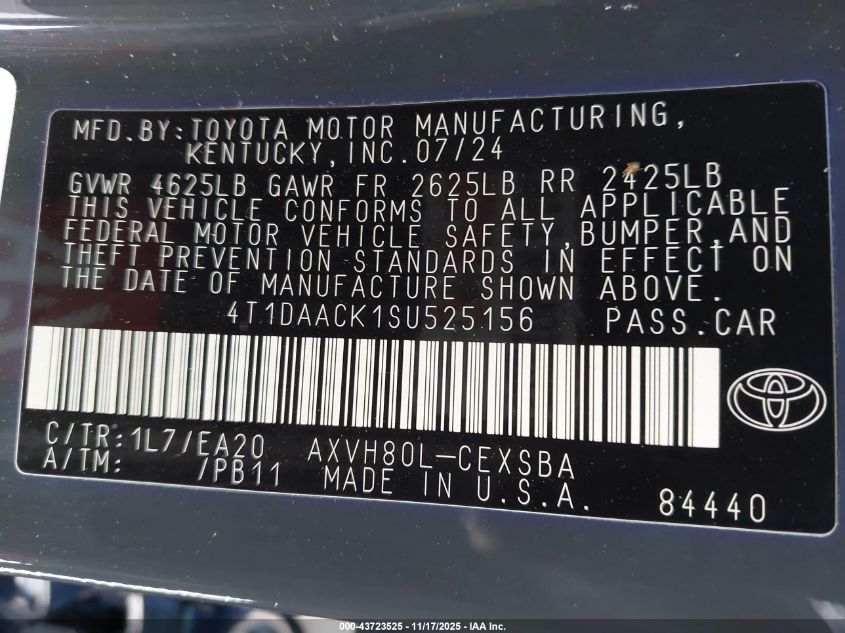 MFD.BY:TOYOTA MOTOR MANUFACTURING,
KENTUCKY,INC.07/24
GVWR 4625LB GAWR FR 2625LB RR 2425LB
THIS VEHICLE CONFORMS TO ALL APPLICABLE
FEDERAL MOTOR VEHICLE SAFETY,BUMPER,AND
THEFT PREVENTION STANDARDS IN EFFECT ON
THE DATE OF MANUFACTURE SHOWN ABOVE.
4T1DAACK1SU525156 PASS.CAR
C/TR:1L7/EA20 AXVH80L-CEXSBA
A/TM: /PB11 MADE IN U.S.A. 84440
000-43723525 - 11/17/2025 - IAA Inc.